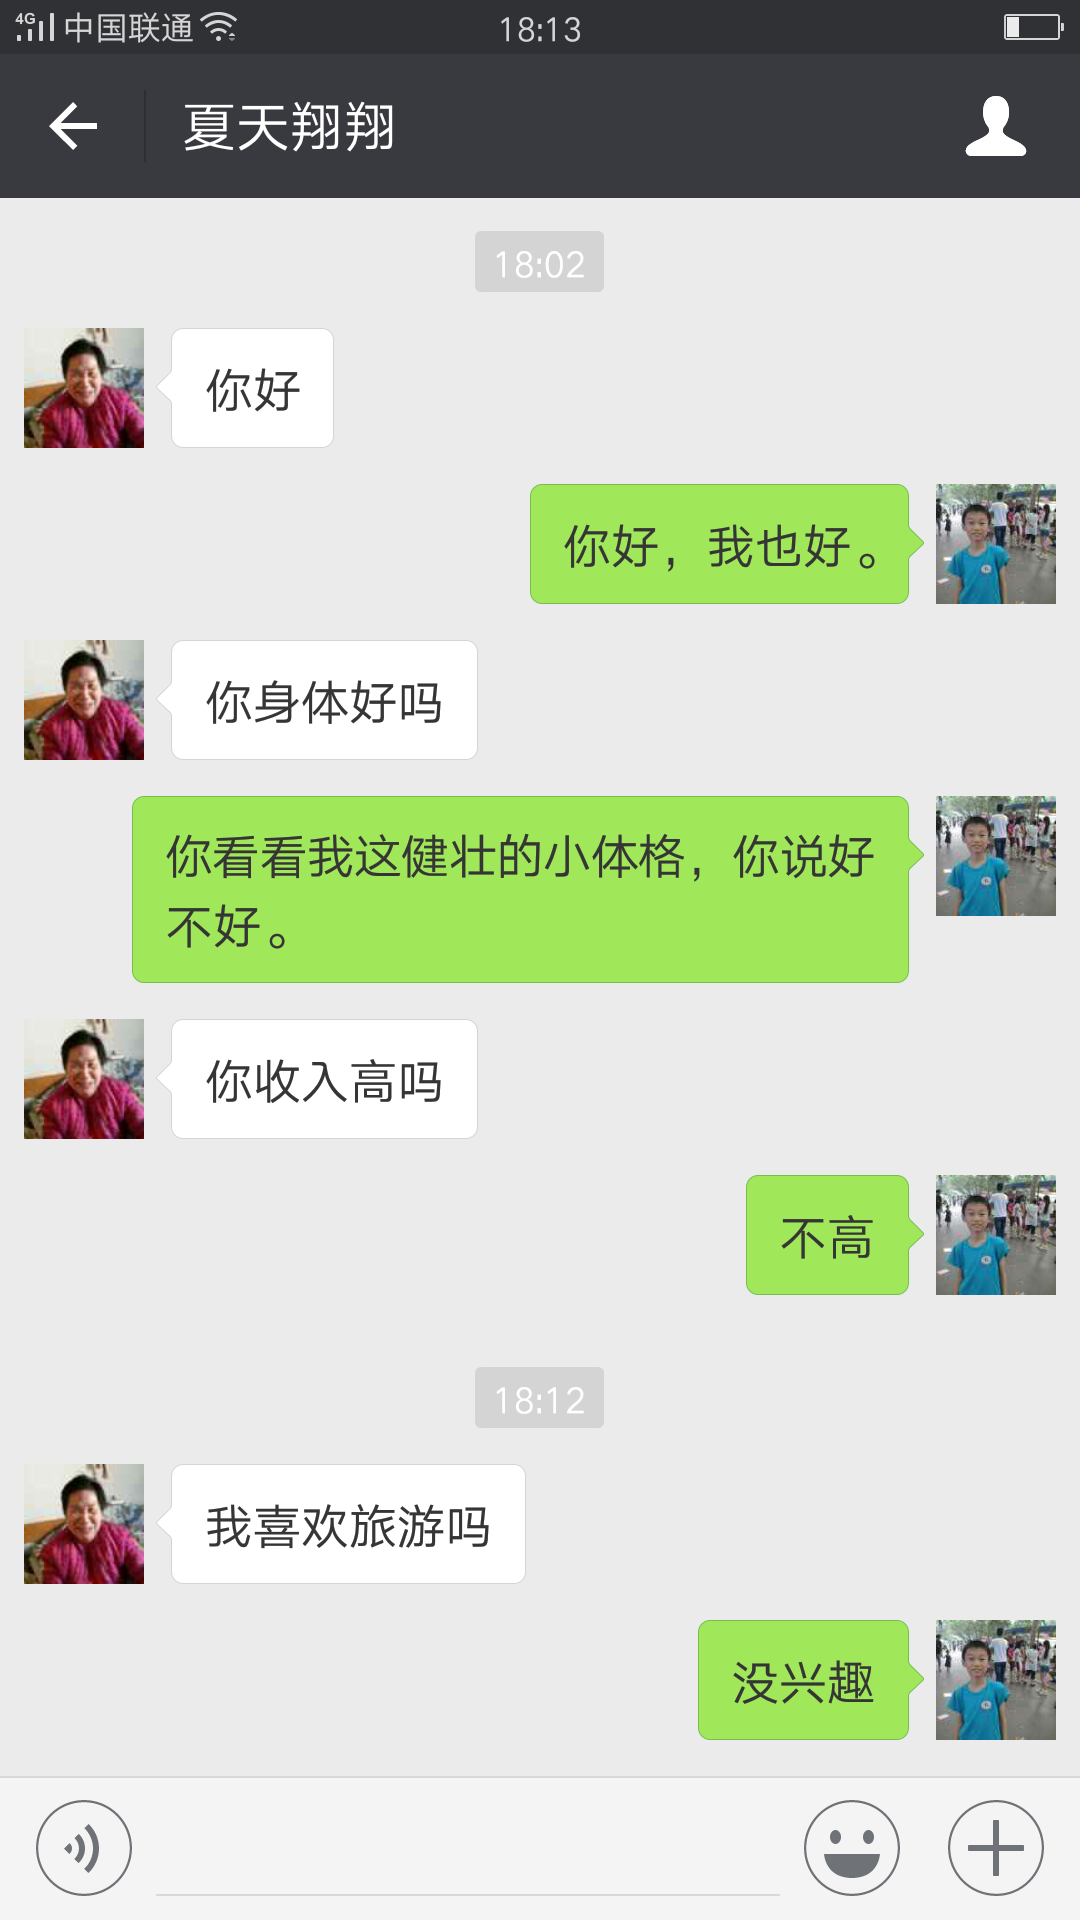 4G 中国联通 18:13
夏天翔翔
18:02
你好
你好，我也好。
你身体好吗
你看看我这健壮的小体格，你说好
不好。
你收入高吗
不高
18:12
我喜欢旅游吗
没兴趣